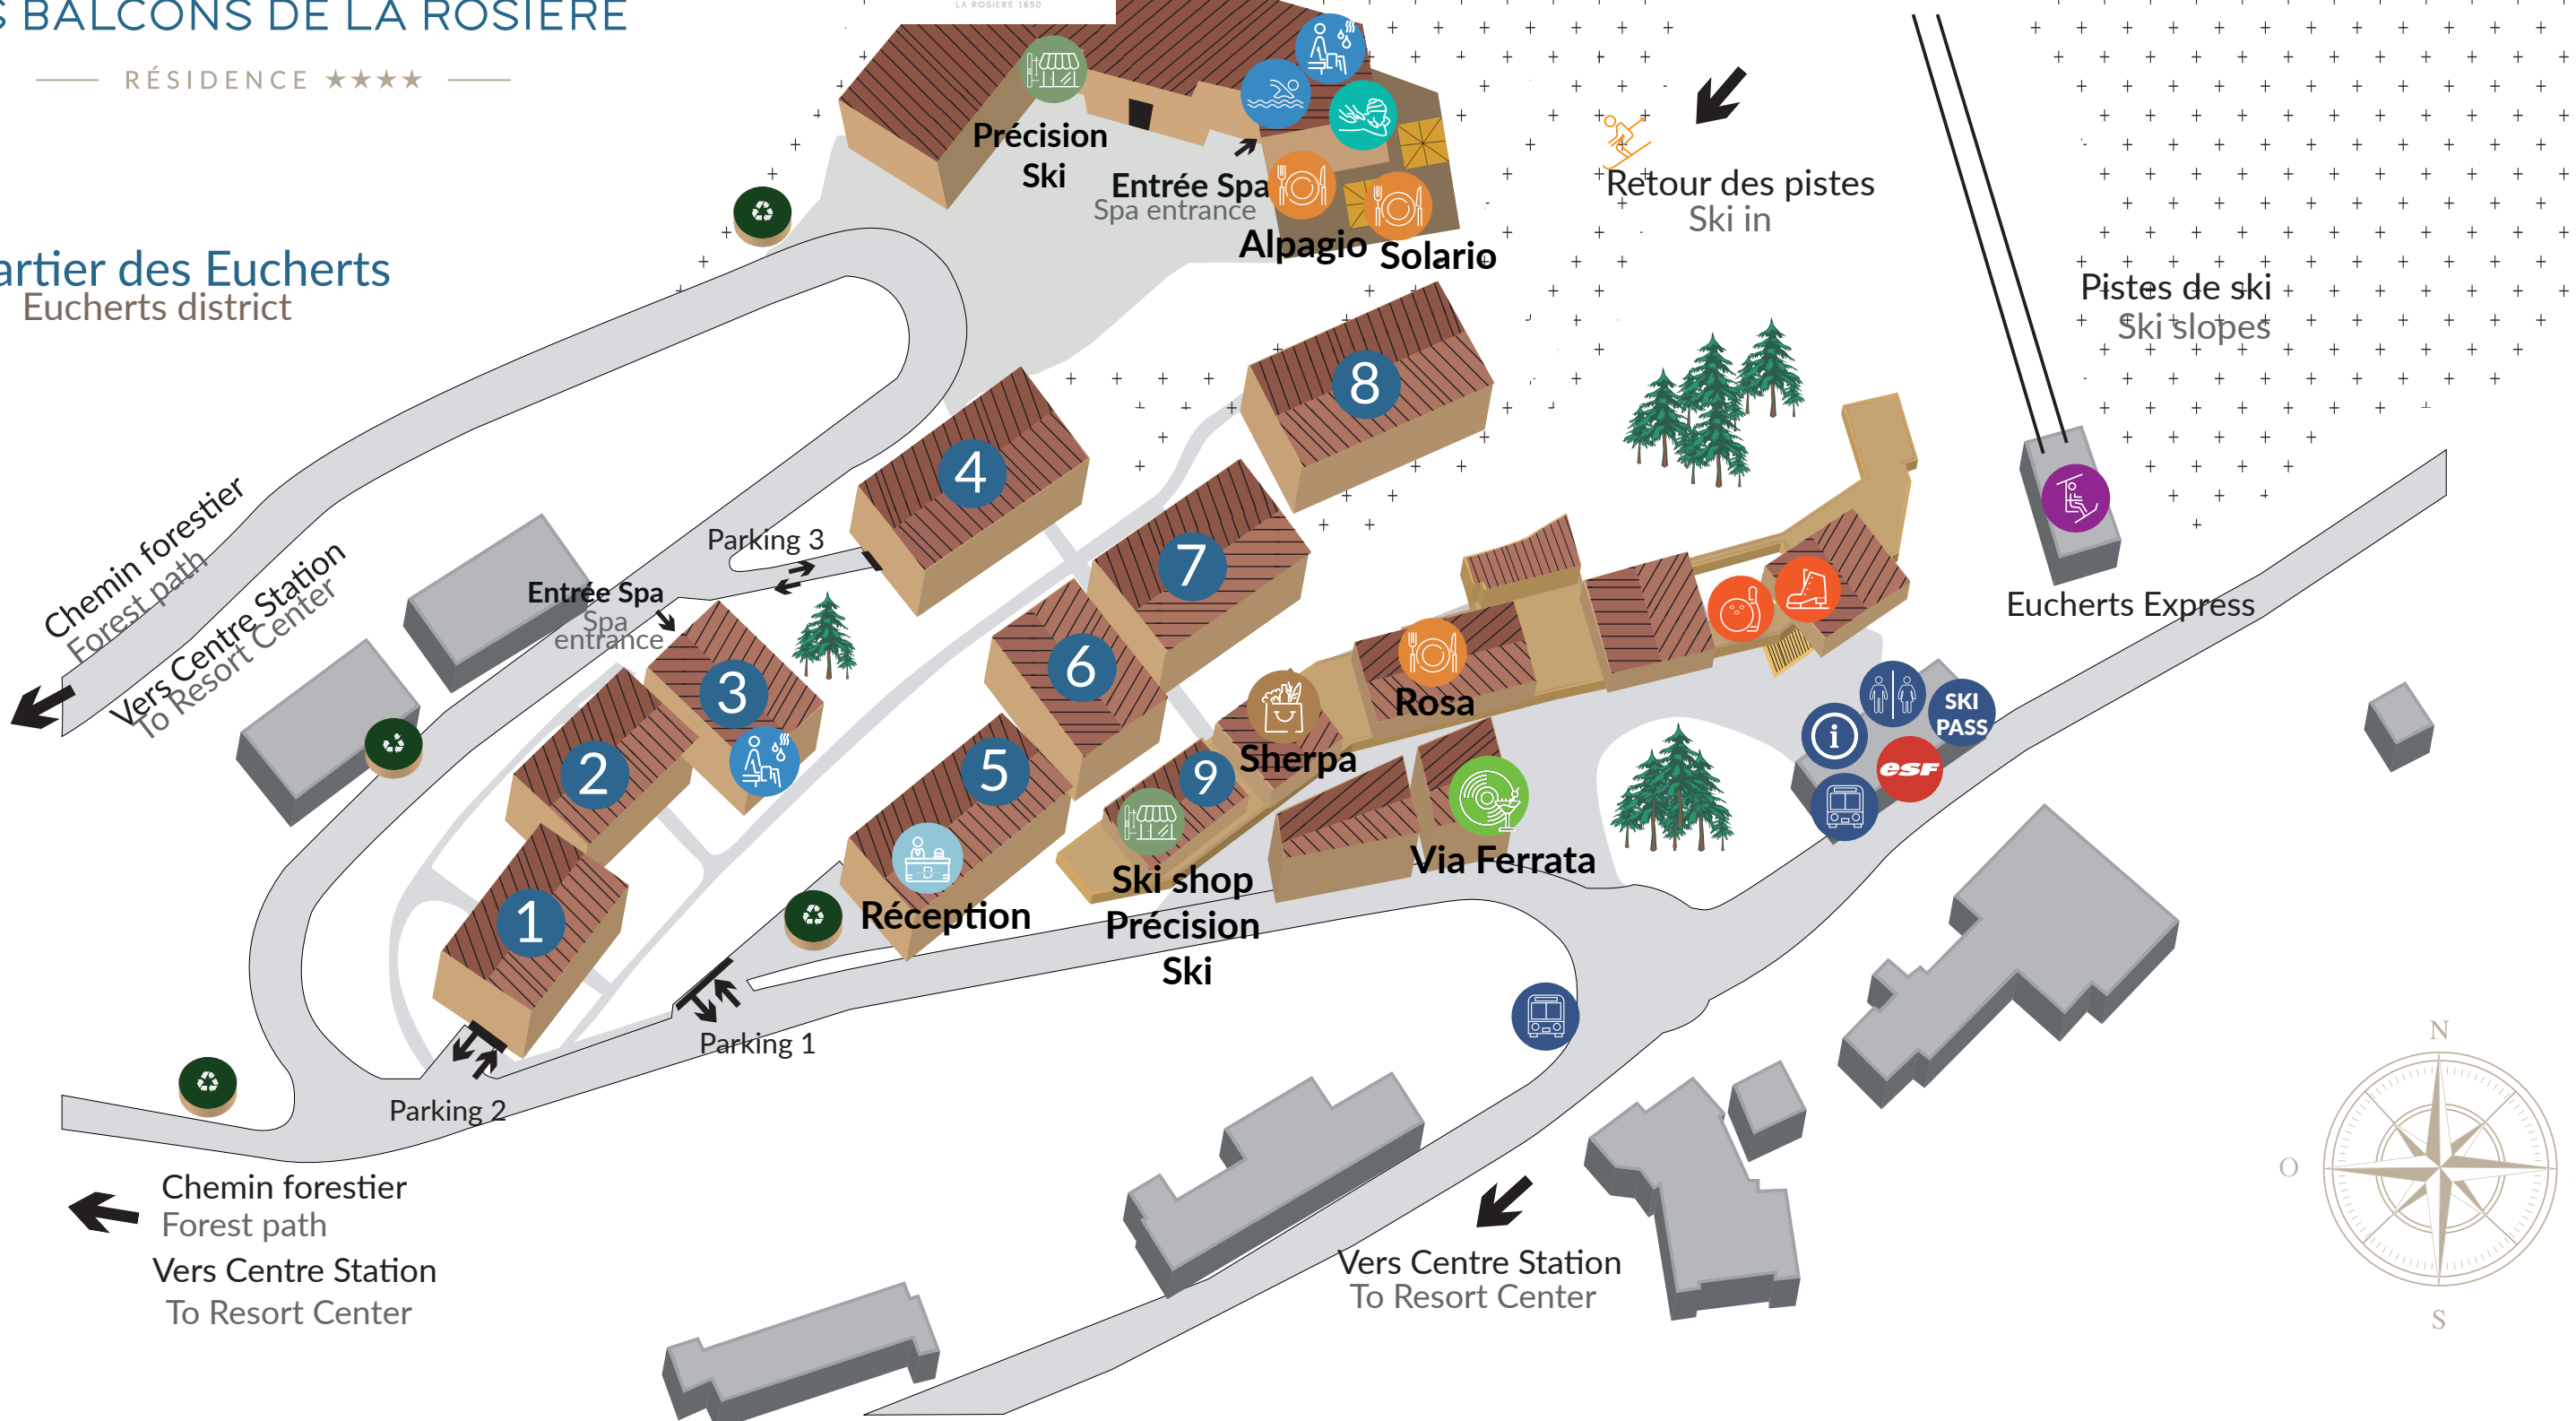 S BALCONS DE LA ROSIERE
RÉSIDENCE ★★★★
LA ROSIERE 1850
artier des Eucherts
Eucherts district
Précision
Ski
Entrée Spa
Spa entrance
Alpagio
Solario
Retour des pistes
Ski in
Pistes de ski
Ski slopes
Eucherts Express
Chemin forestier
Forest path
Vers Centre Station
To Resort Center
Parking 3
Entrée Spa
Spa
entrance
8
4
7
3
6
2
5
9
1
Rosa
Sherpa
Réception
Ski shop
Précision
Ski
Via Ferrata
i
SKI
PASS
esf
Parking 1
Parking 2
Chemin forestier
Forest path
Vers Centre Station
To Resort Center
Vers Centre Station
To Resort Center
N
O
S